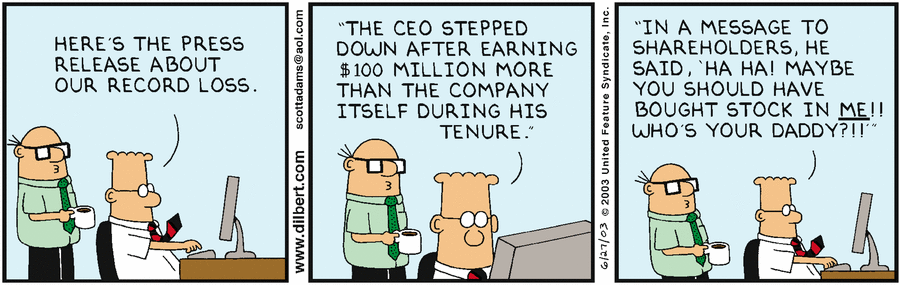 HERE'S THE PRESS
RELEASE ABOUT
OUR RECORD LOSS.
www.dilbert.com
scottadams@aol.com
"THE CEO STEPPED
DOWN AFTER EARNING
$100 MILLION MORE
THAN THE COMPANY
ITSELF DURING HIS
TENURE."
6/27/03 © 2003 United Feature Syndicate, Inc.
"IN A MESSAGE TO
SHAREHOLDERS, HE
SAID, 'HA HA! MAYBE
YOU SHOULD HAVE
BOUGHT STOCK IN ME!!
WHO'S YOUR DADDY?!!'"